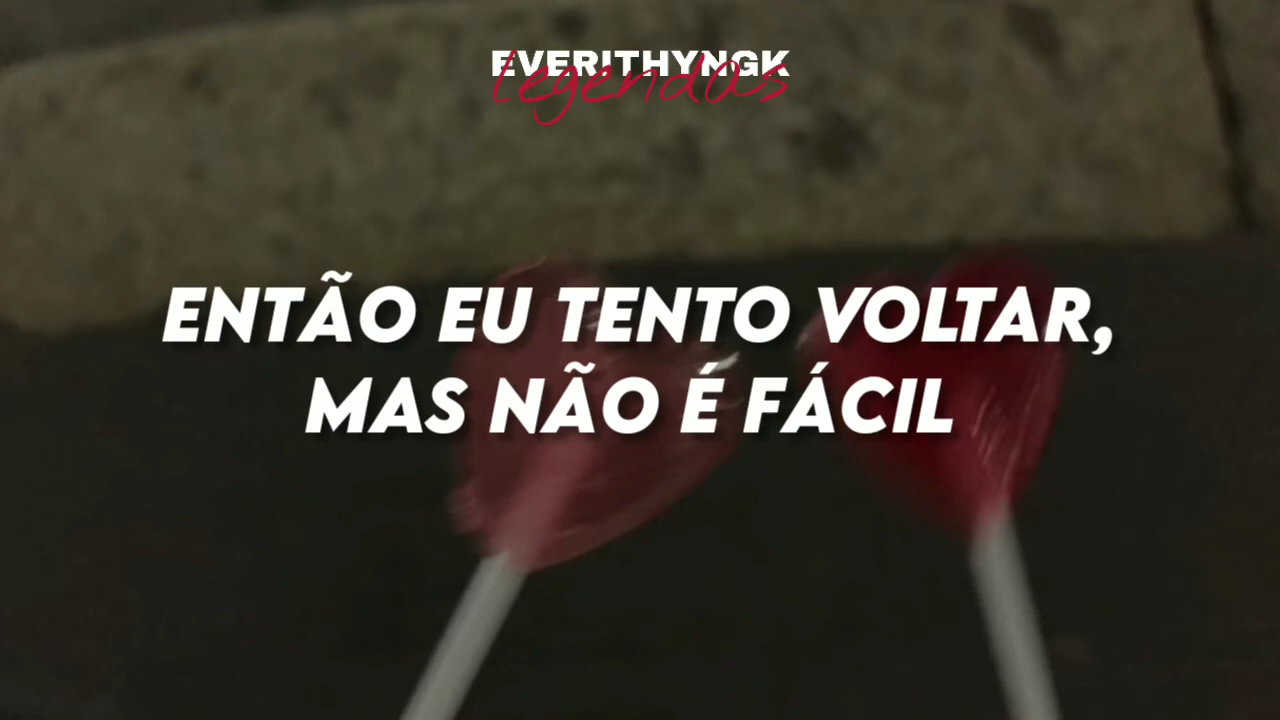 EVERITHYNGK
legendas
ENTÃO EU TENTO VOLTAR,
MAS NÃO É FÁCIL